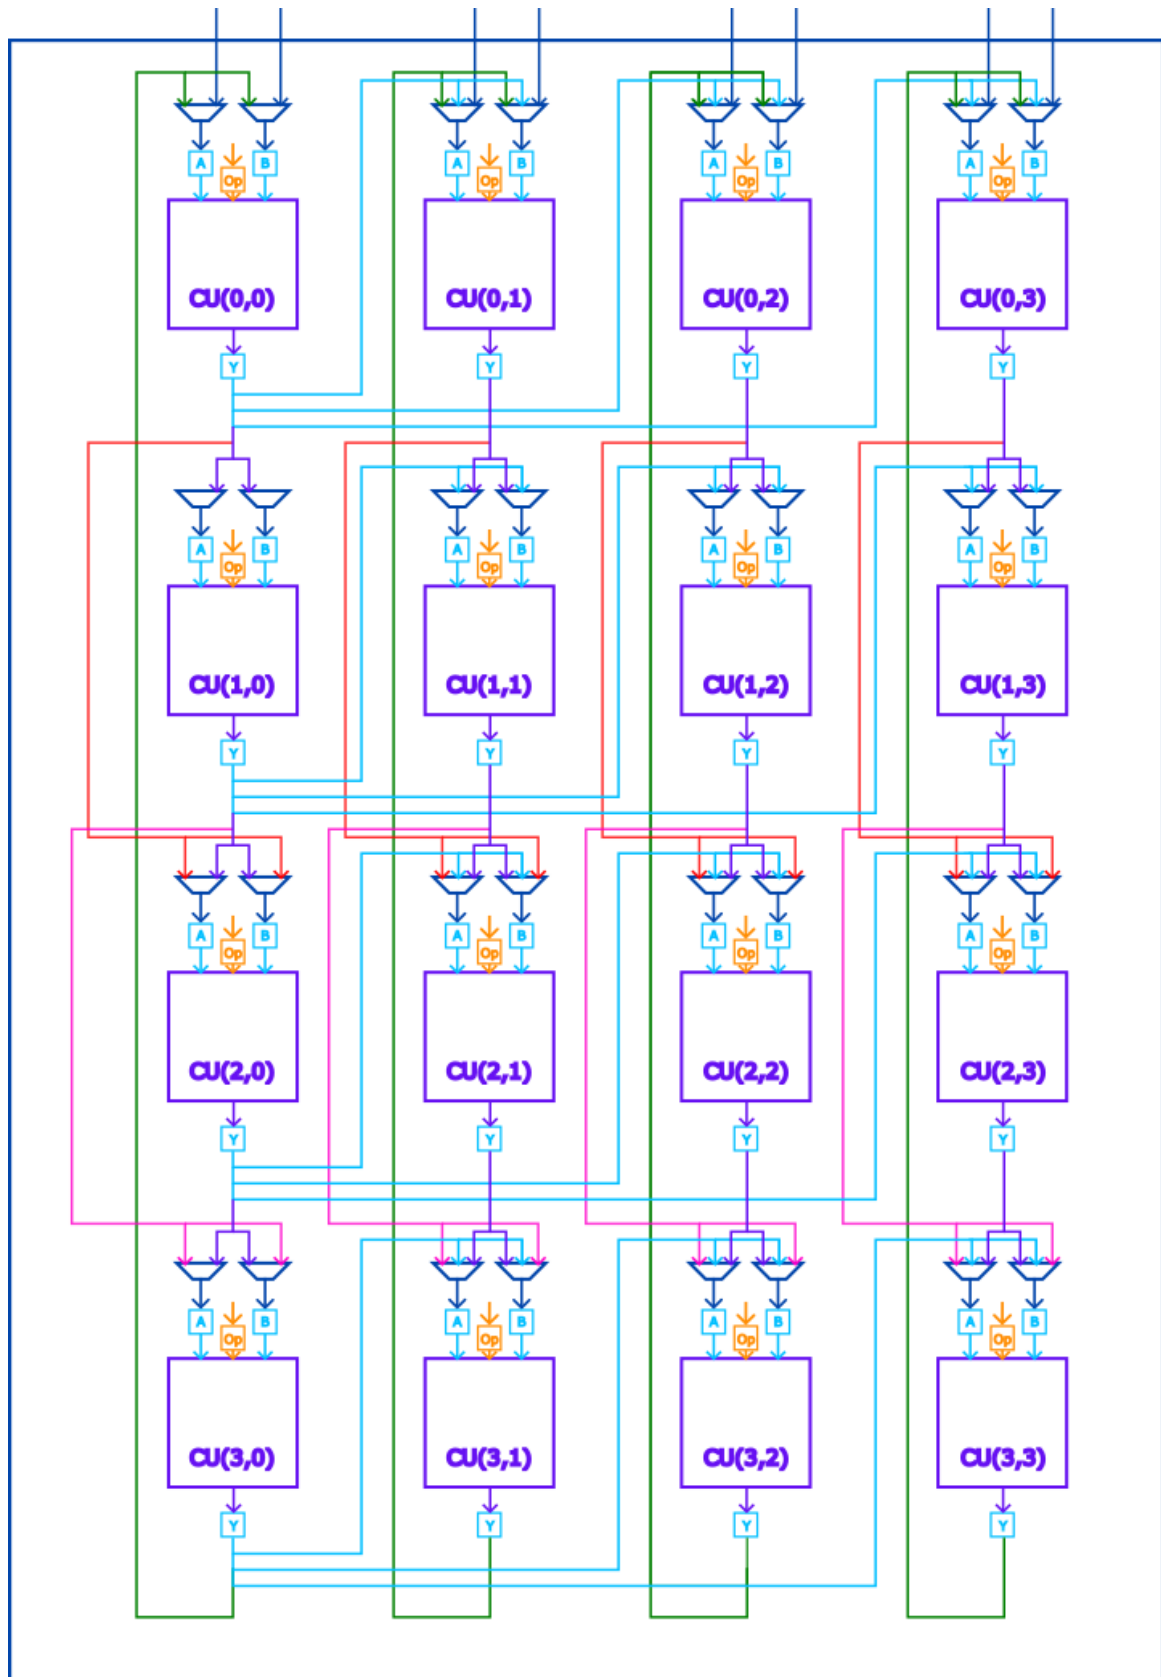 A Op B A Op B A Op B A Op B
CU(0,0) CU(0,1) CU(0,2) CU(0,3)
Y Y Y Y
A Op B A Op B A Op B A Op B
CU(1,0) CU(1,1) CU(1,2) CU(1,3)
Y Y Y Y
A Op B A Op B A Op B A Op B
CU(2,0) CU(2,1) CU(2,2) CU(2,3)
Y Y Y Y
A Op B A Op B A Op B A Op B
CU(3,0) CU(3,1) CU(3,2) CU(3,3)
Y Y Y Y